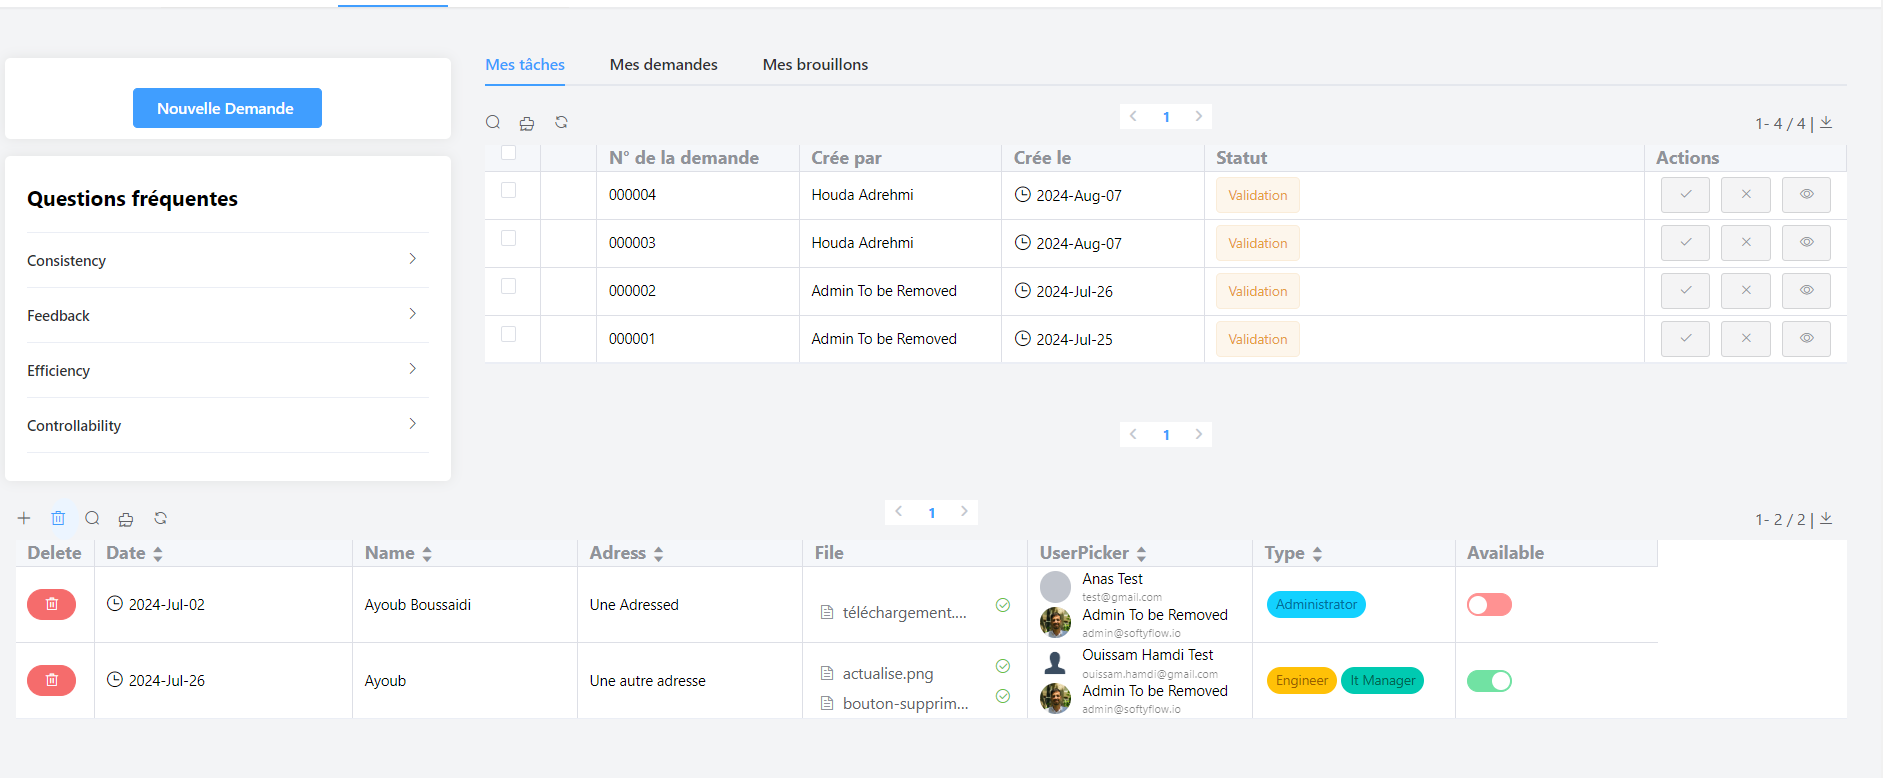 Nouvelle Demande
Questions fréquentes
Consistency
Feedback
Efficiency
Controllability
Mes tâches Mes demandes Mes brouillons
1
1- 4 / 4 |
N° de la demande Crée par Crée le Statut Actions
000004 Houda Adrehmi 2024-Aug-07 Validation
000003 Houda Adrehmi 2024-Aug-07 Validation
000002 Admin To be Removed 2024-Jul-26 Validation
000001 Admin To be Removed 2024-Jul-25 Validation
1
1
1- 2 / 2 |
Delete Date Name Adress File UserPicker Type Available
2024-Jul-02 Ayoub Boussaidi Une Adressed téléchargement.... Anas Test
test@gmail.com
Admin To be Removed
admin@softyflow.io
Administrator
2024-Jul-26 Ayoub Une autre adresse actualise.png
bouton-supprim...
Ouissam Hamdi Test
ouissam.hamdi@gmail.com
Admin To be Removed
admin@softyflow.io
Engineer It Manager